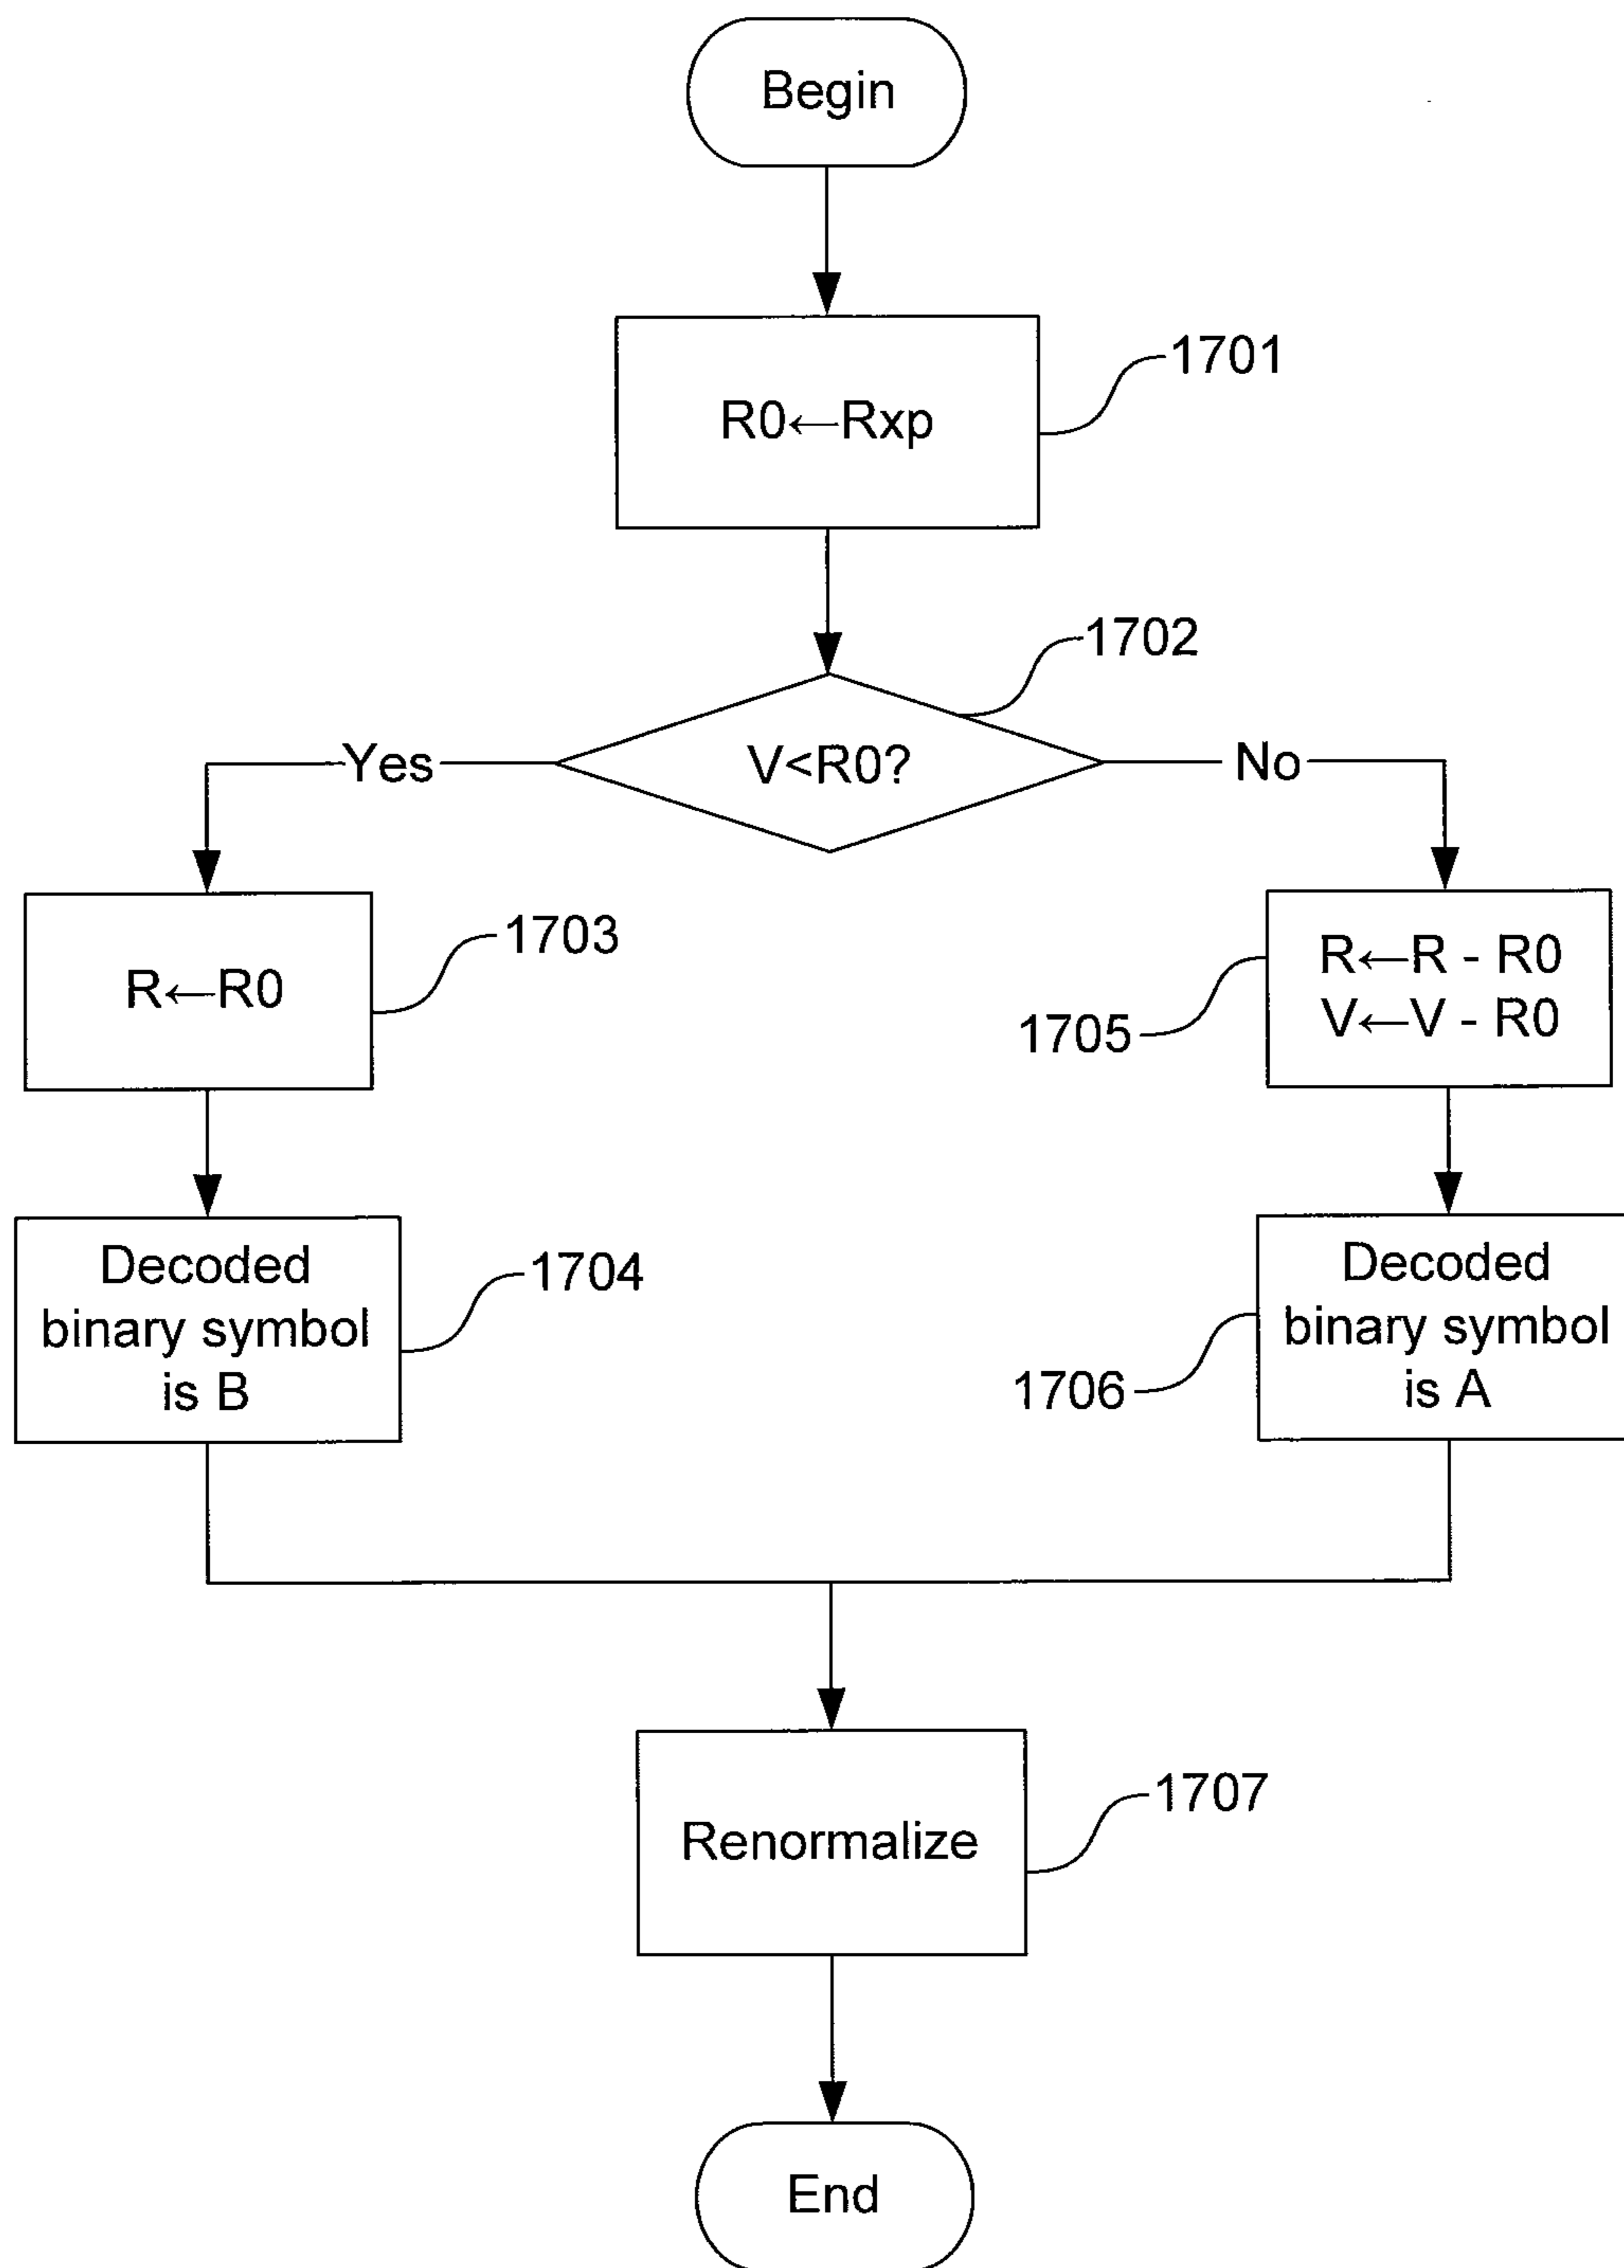 Begin
R0←Rxp
1701
V<R0?
1702
Yes
No
R←R0
1703
R←R - R0
V←V - R0
1705
Decoded
binary symbol
is B
1704
Decoded
binary symbol
is A
1706
Renormalize
1707
End